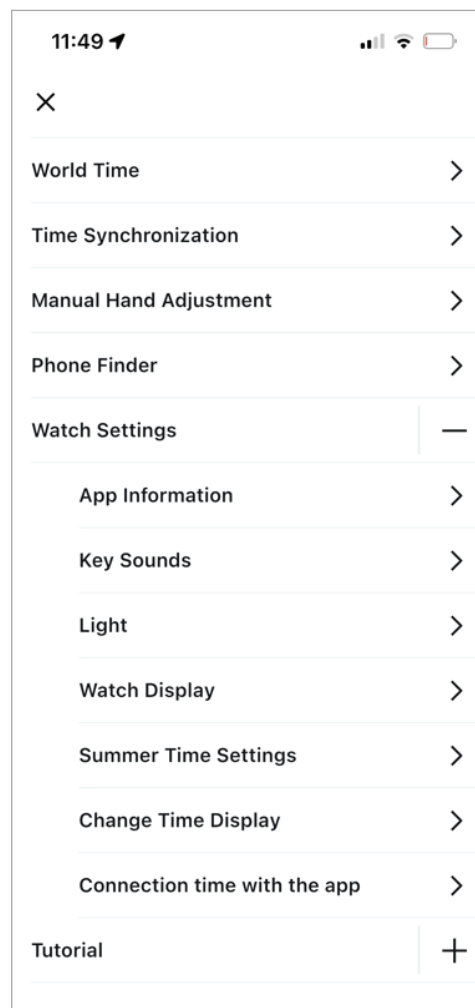 11:49
World Time
Time Synchronization
Manual Hand Adjustment
Phone Finder
Watch Settings
App Information
Key Sounds
Light
Watch Display
Summer Time Settings
Change Time Display
Connection time with the app
Tutorial